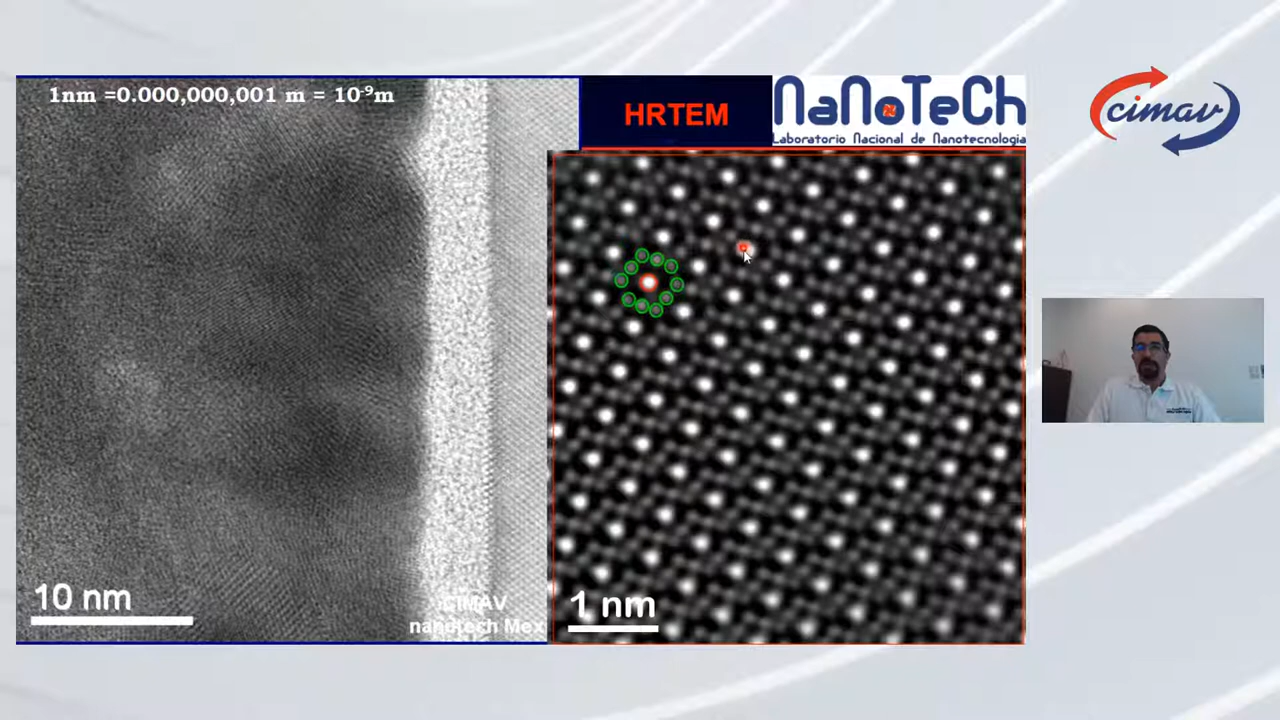 1nm =0.000,000,001 m = 10⁻⁹m
HRTEM
NaNoTeCh
Laboratorio Nacional de Nanotecnología
cimav
10 nm
CIMAV
nanotech Mex
1 nm